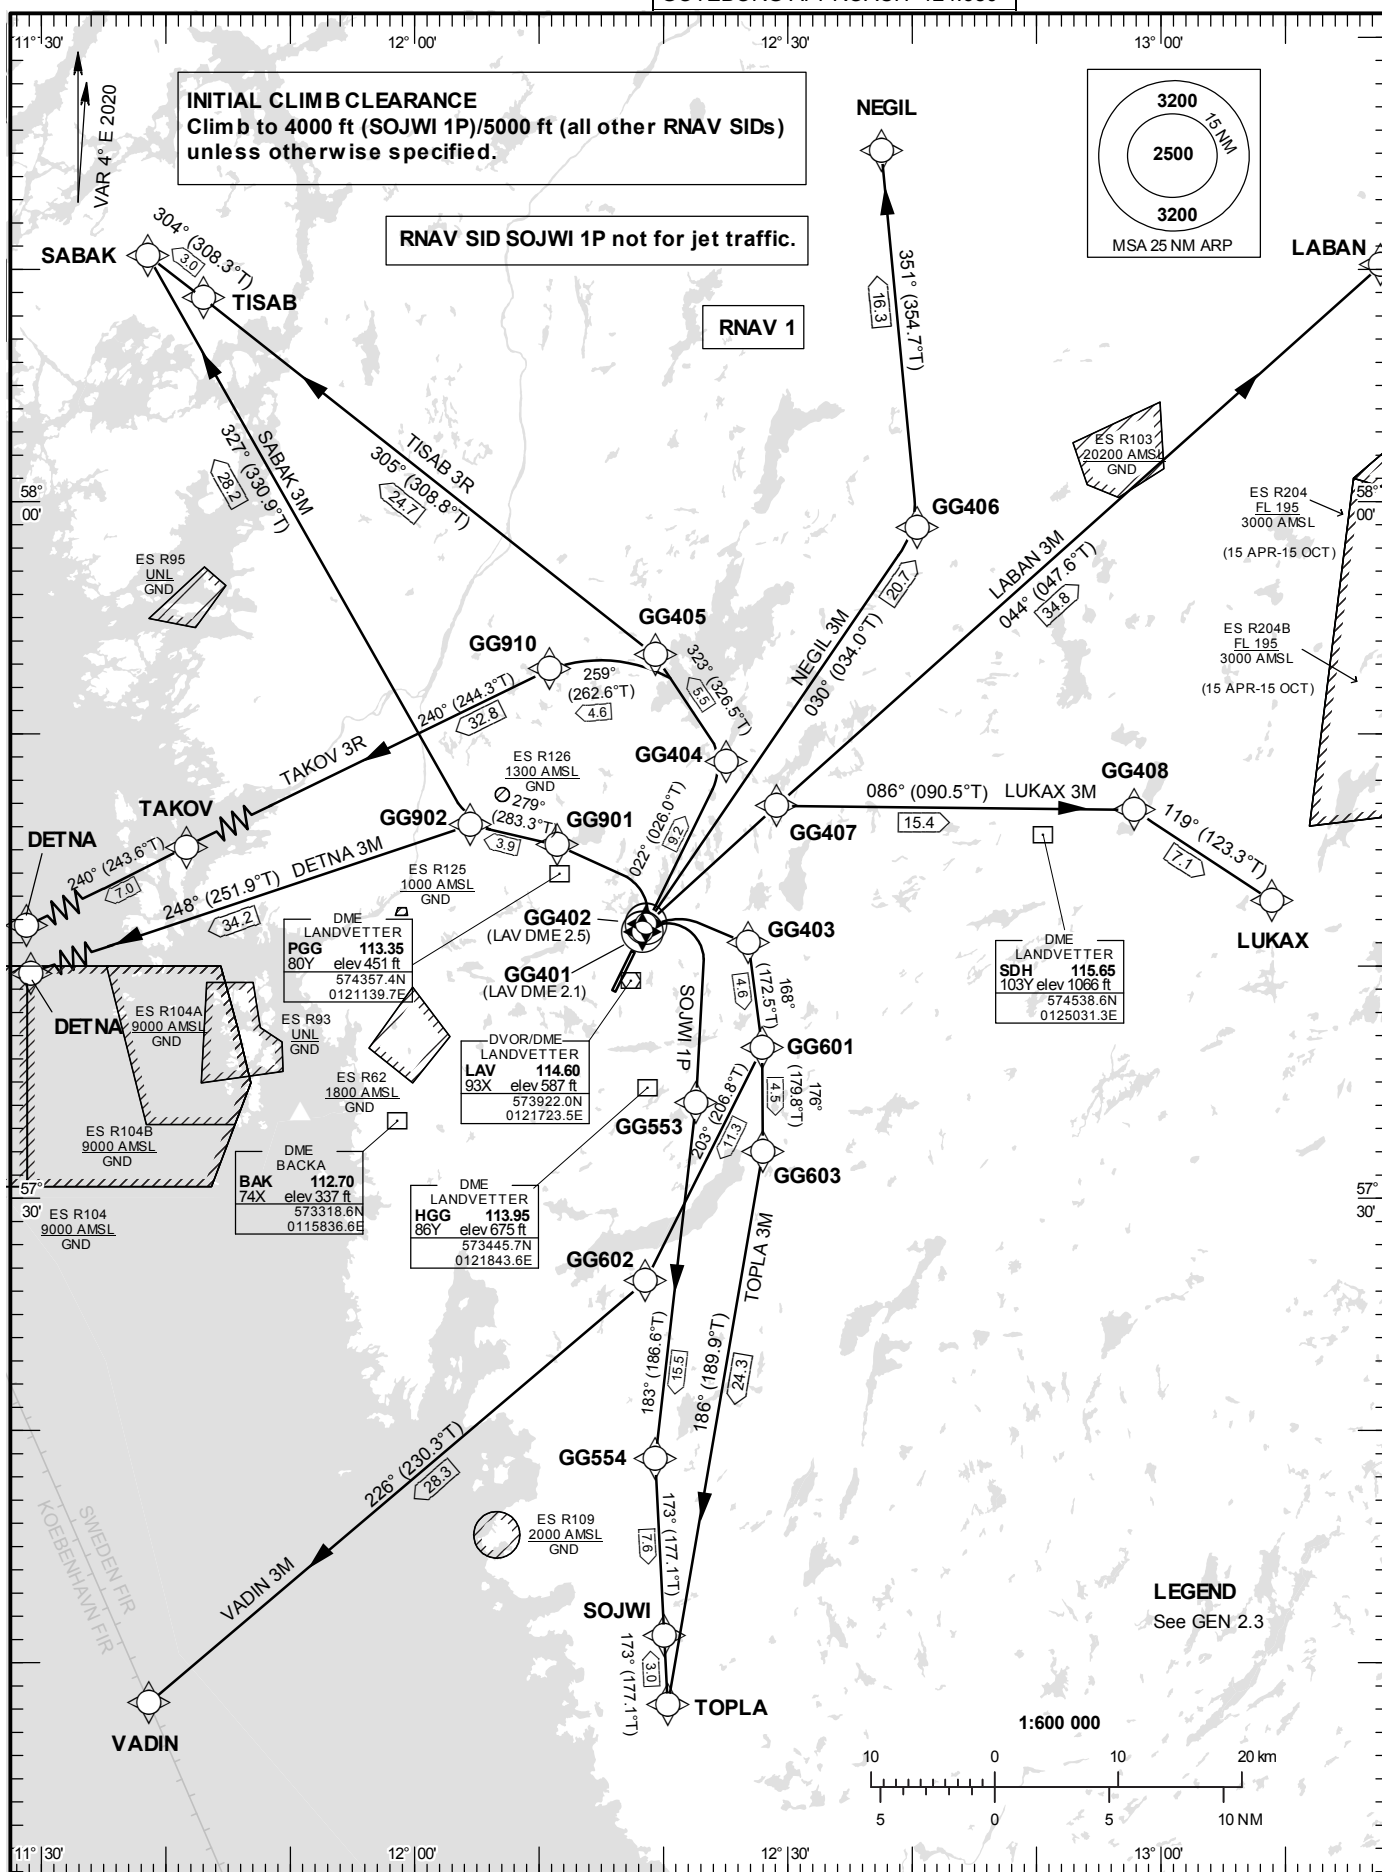 11° 30'
12° 00'
12° 30'
13° 00'
VAR 4° E 2020
INITIAL CLIMB CLEARANCE
Climb to 4000 ft (SOJWI 1P)/5000 ft (all other RNAV SIDs)
unless otherwise specified.
RNAV SID SOJWI 1P not for jet traffic.
RNAV 1
3200
15 NM
2500
3200
MSA 25 NM ARP
NEGIL
LABAN
SABAK
304° (308.3°T)
3.0
TISAB
351° (354.7°T)
16.3
SABAK 3M
327° (330.9°T)
28.2
TISAB 3R
305° (308.8°T)
24.7
ES R103
20200 AMSL
GND
58°
00'
58°
00'
ES R204
FL 195
3000 AMSL
(15 APR-15 OCT)
GG406
ES R95
UNL
GND
LABAN 3M
044° (047.6°T)
34.8
20.7
NEGIL 3M
030° (034.0°T)
ES R204B
FL 195
3000 AMSL
(15 APR-15 OCT)
GG405
GG910
259°
(262.6°T)
4.6
323° (326.5°T)
5.5
240° (244.3°T)
32.8
TAKOV 3R
GG404
ES R126
1300 AMSL
GND
279°
(283.3°T)
3.9
GG901
GG902
022° (026.0°T)
9.2
GG407
086° (090.5°T) LUKAX 3M
15.4
GG408
119° (123.3°T)
7.1
LUKAX
TAKOV
DETNA
240° (243.6°T)
7.0
248° (251.9°T) DETNA 3M
34.2
ES R125
1000 AMSL
GND
DME
LANDVETTER
PGG 113.35
80Y elev 451 ft
574357.4N
0121139.7E
GG402
(LAV DME 2.5)
GG401
(LAV DME 2.1)
GG403
DME
LANDVETTER
SDH 115.65
103Y elev 1066 ft
574538.6N
0125031.3E
DETNA
ES R104A
9000 AMSL
GND
ES R93
UNL
GND
SOJWI 1P
168°
(172.5°T)
4.6
GG601
DVOR/DME
LANDVETTER
LAV 114.60
93X elev 587 ft
573922.0N
0121723.5E
ES R62
1800 AMSL
GND
176°
(179.8°T)
4.5
GG553
203° (206.8°T)
11.3
GG603
ES R104B
9000 AMSL
GND
DME
BACKA
BAK 112.70
74X elev 337 ft
573318.6N
0115836.6E
DME
LANDVETTER
HGG 113.95
86Y elev 675 ft
573445.7N
0121843.6E
57°
30'
57°
30'
ES R104
9000 AMSL
GND
GG602
TOPLA 3M
186° (189.9°T)
24.3
183° (186.6°T)
15.5
GG554
226° (230.3°T)
28.3
VADIN 3M
SWEDEN FIR
KOEBENHAVN FIR
ES R109
2000 AMSL
GND
173° (177.1°T)
7.6
SOJWI
173° (177.1°T)
3.0
TOPLA
VADIN
LEGEND
See GEN 2.3
1:600 000
10 0 10 20 km
5 0 5 10 NM
11° 30'
12° 00'
12° 30'
13° 00'